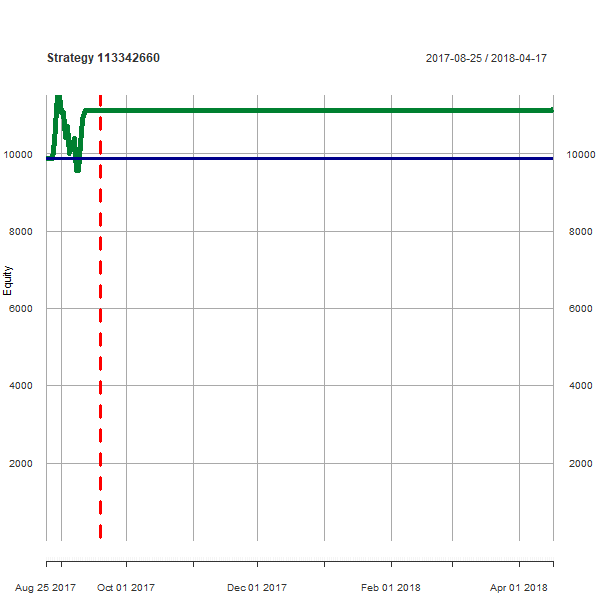 Strategy 113342660
2017-08-25 / 2018-04-17
10000
10000
8000
8000
Equity
6000
6000
4000
4000
2000
2000
Aug 25 2017
Oct 01 2017
Dec 01 2017
Feb 01 2018
Apr 01 2018